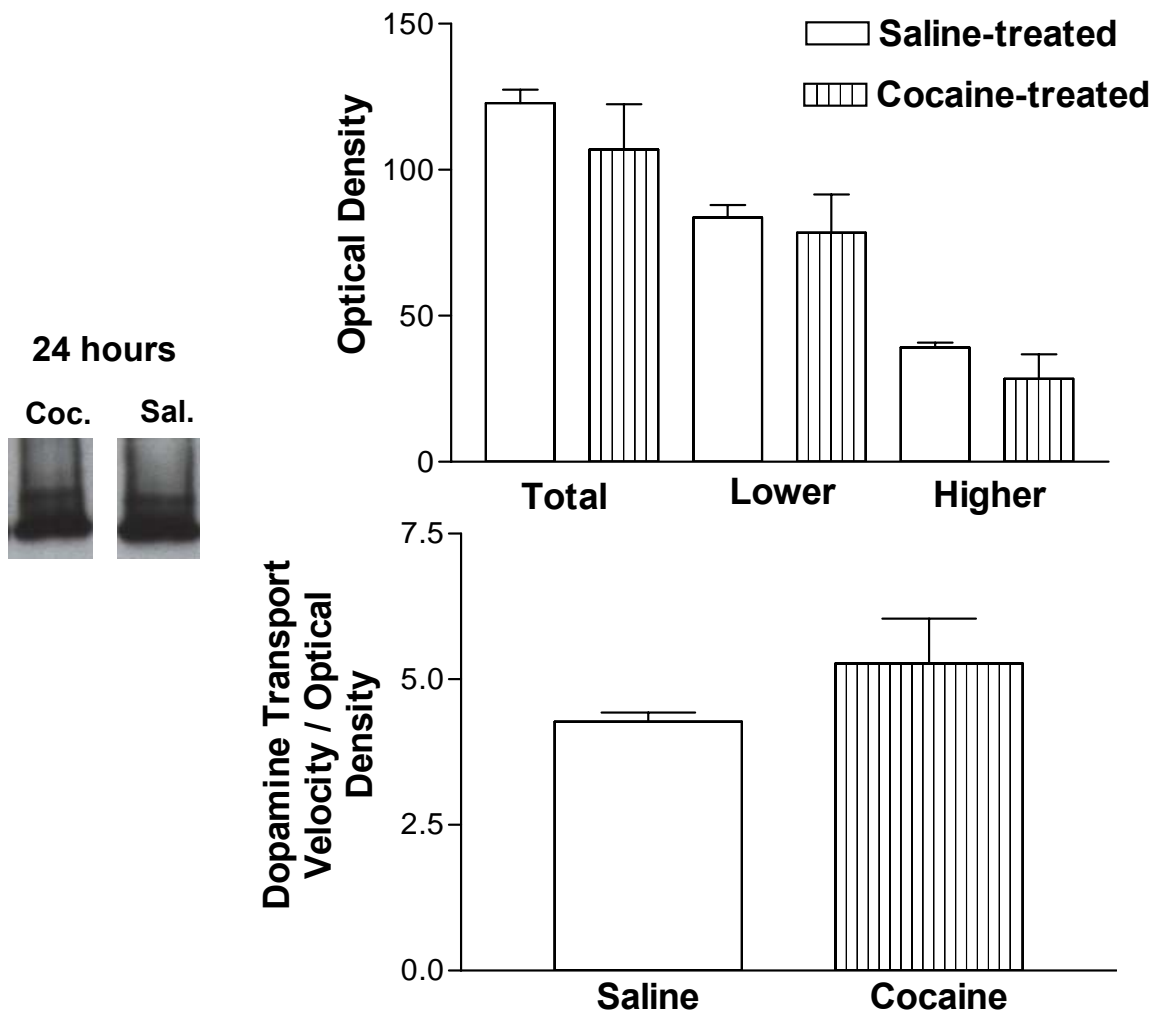 150
100
50
0
Optical Density
Saline-treated
Cocaine-treated
Total
Lower
Higher
24 hours
Coc.
Sal.
7.5
5.0
2.5
0.0
Dopamine Transport
Velocity / Optical
Density
Saline
Cocaine